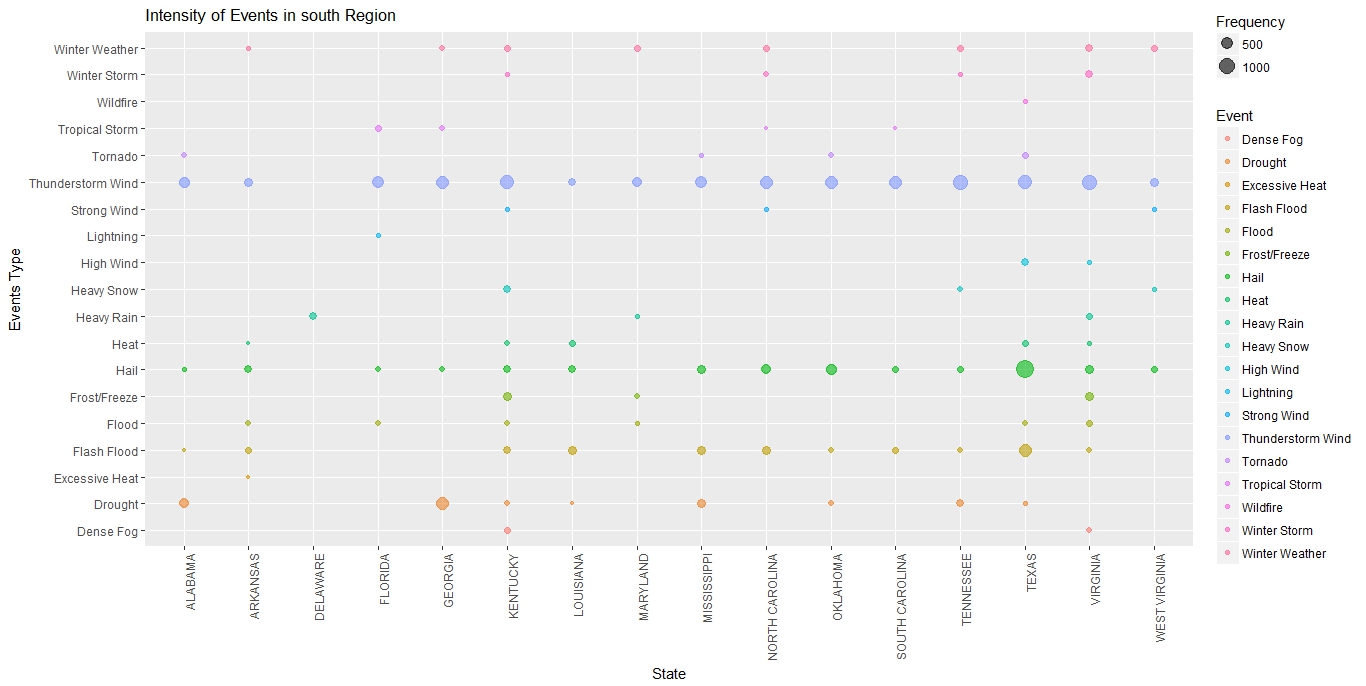 Intensity of Events in south Region
Events Type
Winter Weather
Winter Storm
Wildfire
Tropical Storm
Tornado
Thunderstorm Wind
Strong Wind
Lightning
High Wind
Heavy Snow
Heavy Rain
Heat
Hail
Frost/Freeze
Flood
Flash Flood
Excessive Heat
Drought
Dense Fog
ALABAMA
ARKANSAS
DELAWARE
FLORIDA
GEORGIA
KENTUCKY
LOUISIANA
MARYLAND
MISSISSIPPI
NORTH CAROLINA
OKLAHOMA
SOUTH CAROLINA
TENNESSEE
TEXAS
VIRGINIA
WEST VIRGINIA
State
Frequency
500
1000
Event
Dense Fog
Drought
Excessive Heat
Flash Flood
Flood
Frost/Freeze
Hail
Heat
Heavy Rain
Heavy Snow
High Wind
Lightning
Strong Wind
Thunderstorm Wind
Tornado
Tropical Storm
Wildfire
Winter Storm
Winter Weather